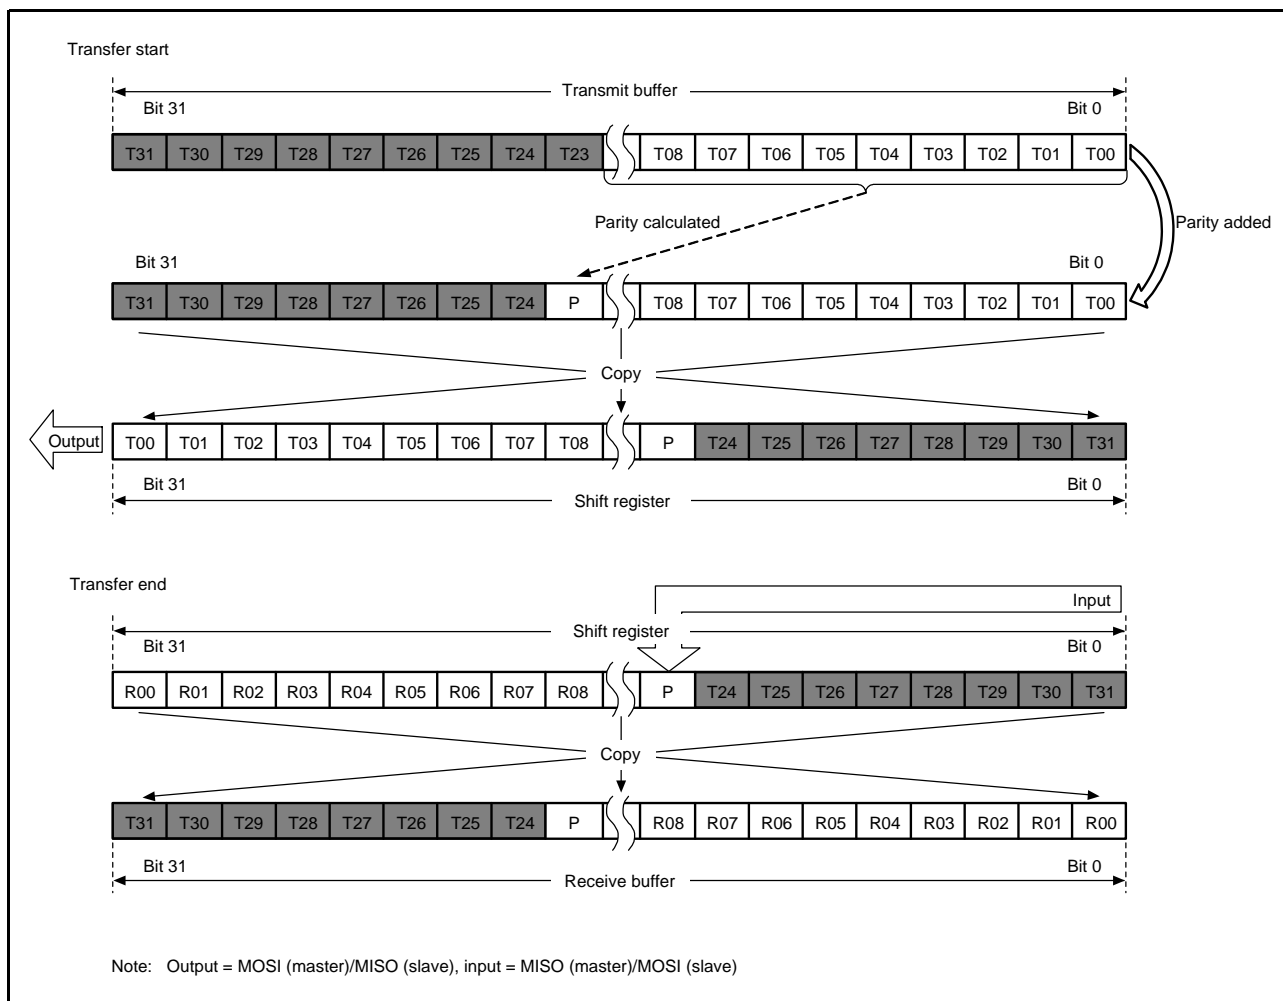 Transfer start
Transmit buffer
Bit 31 Bit 0
T31 T30 T29 T28 T27 T26 T25 T24 T23 T08 T07 T06 T05 T04 T03 T02 T01 T00
Parity calculated Parity added
Bit 31 Bit 0
T31 T30 T29 T28 T27 T26 T25 T24 P T08 T07 T06 T05 T04 T03 T02 T01 T00
Copy
Output T00 T01 T02 T03 T04 T05 T06 T07 T08 P T24 T25 T26 T27 T28 T29 T30 T31
Bit 31 Bit 0
Shift register
Transfer end
Input
Shift register
Bit 31 Bit 0
R00 R01 R02 R03 R04 R05 R06 R07 R08 P T24 T25 T26 T27 T28 T29 T30 T31
Copy
T31 T30 T29 T28 T27 T26 T25 T24 P R08 R07 R06 R05 R04 R03 R02 R01 R00
Bit 31 Bit 0
Receive buffer
Note: Output = MOSI (master)/MISO (slave), input = MISO (master)/MOSI (slave)